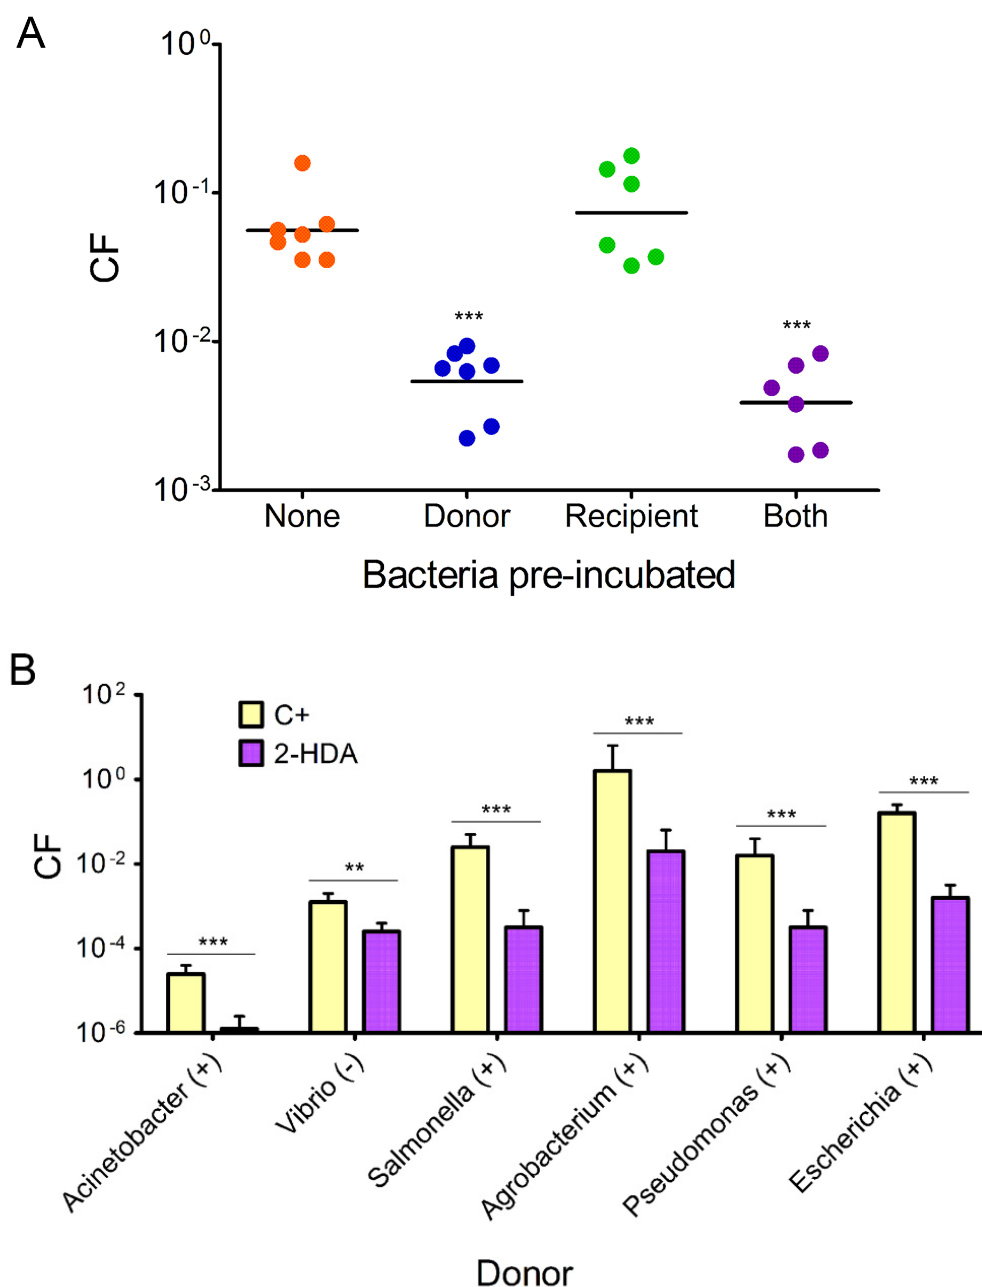 A
10^0
10^-1
10^-2
10^-3
CF
***
***
None Donor Recipient Both
Bacteria pre-incubated
B
10^2
10^0
10^-2
10^-4
10^-6
CF
C+
2-HDA
***
**
***
***
***
***
Acinetobacter (+)
Vibrio (-)
Salmonella (+)
Agrobacterium (+)
Pseudomonas (+)
Escherichia (+)
Donor